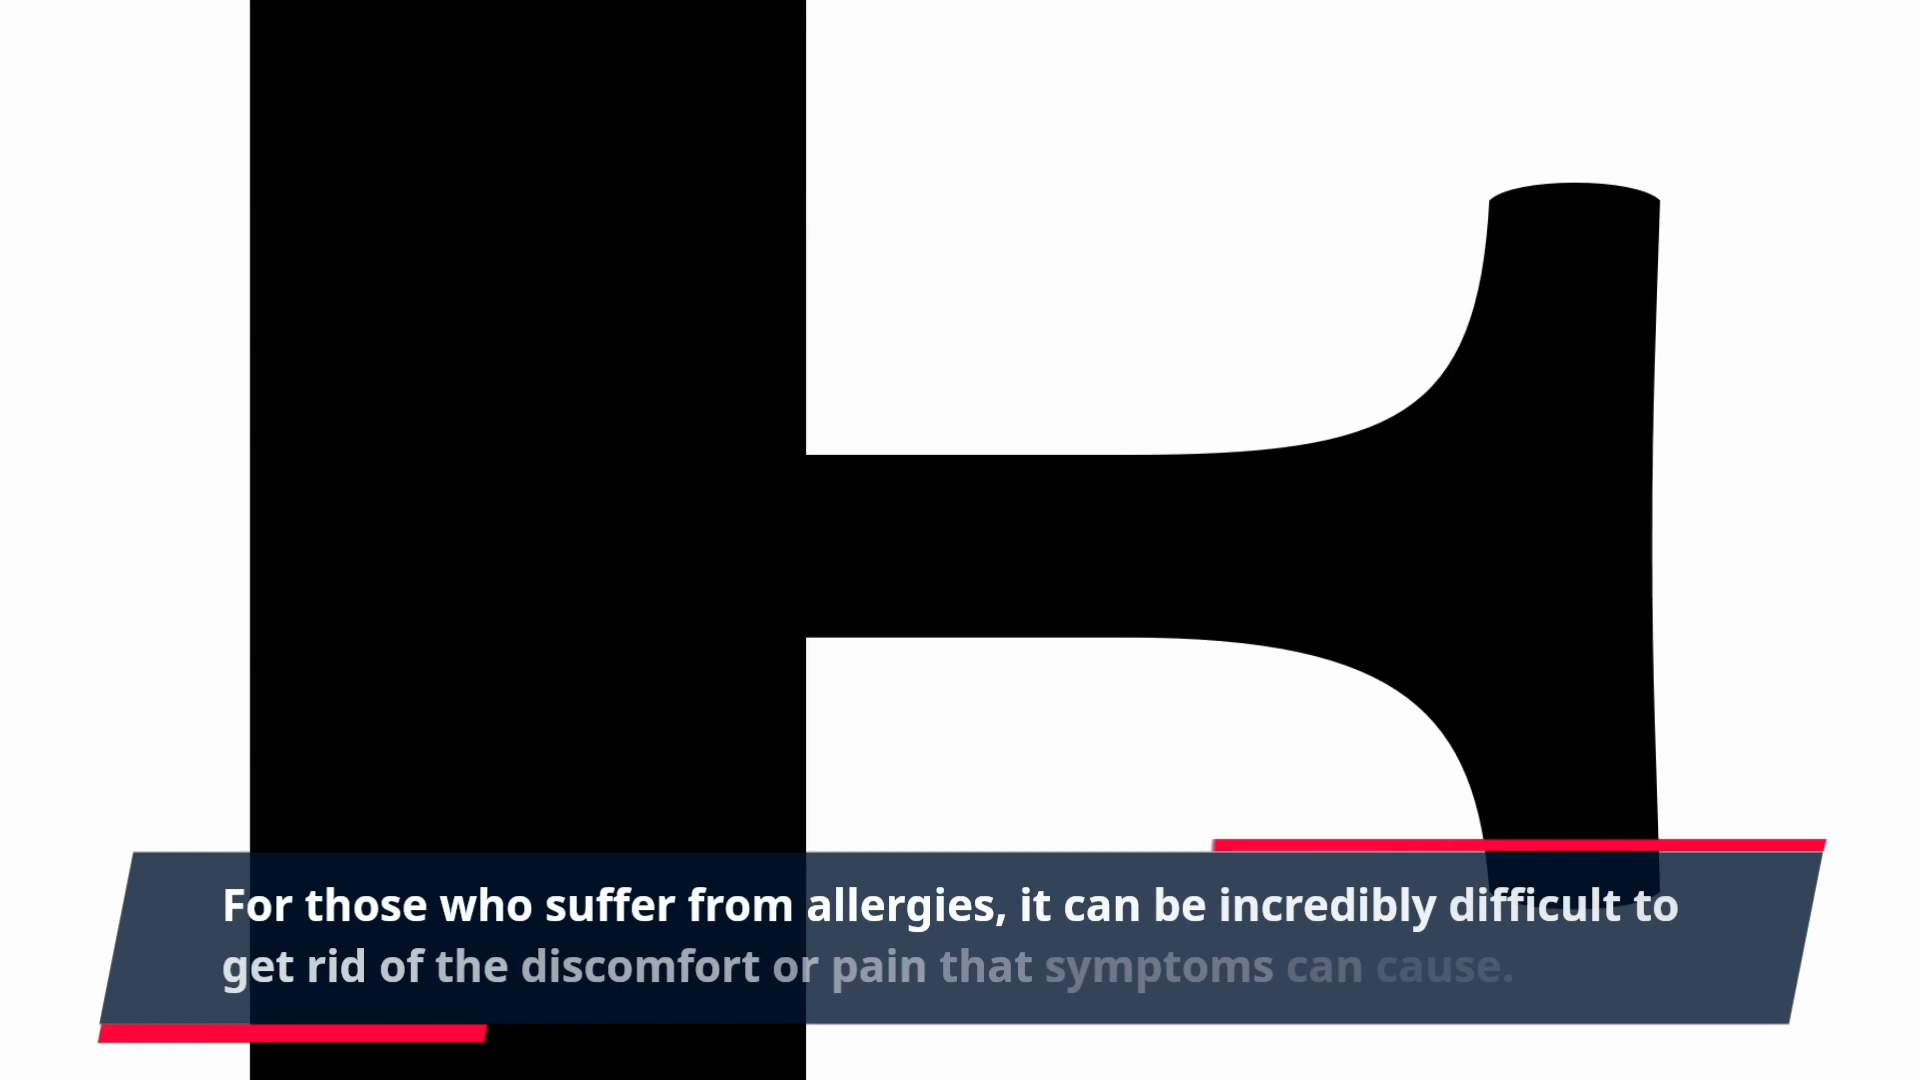 For those who suffer from allergies, it can be incredibly difficult to
get rid of the discomfort or pain that symptoms can cause.